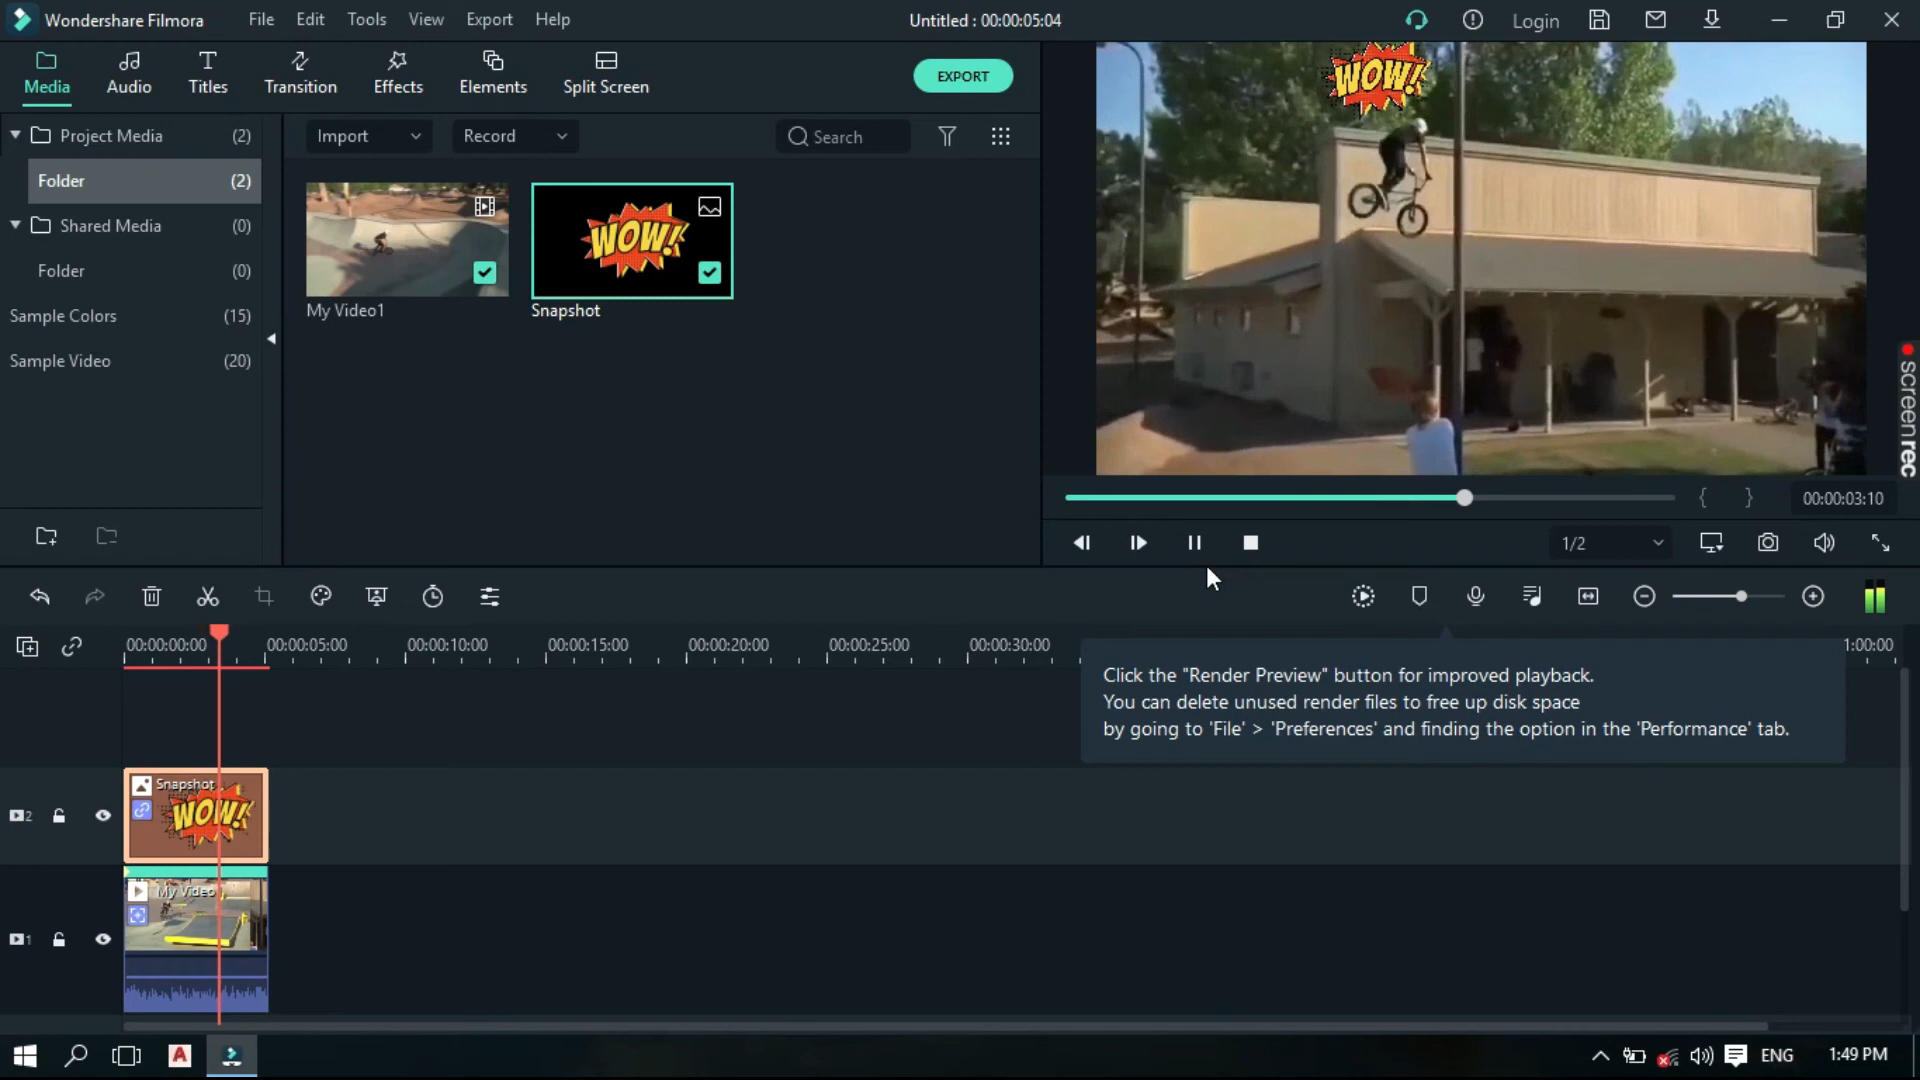 Wondershare Filmora
File Edit Tools View Export Help
Untitled : 00:00:05:04
Login
Media Audio Titles Transition Effects Elements Split Screen
EXPORT
WOW!
Project Media (2)
Folder (2)
Shared Media (0)
Folder (0)
Sample Colors (15)
Sample Video (20)
Import Record Search
WOW!
My Video1 Snapshot
screenrec
{ } 00:00:03:10
1/2
00:00:00:00 00:00:05:00 00:00:10:00 00:00:15:00 00:00:20:00 00:00:25:00 00:00:30:00 1:00:00
Click the "Render Preview" button for improved playback.
You can delete unused render files to free up disk space
by going to 'File' > 'Preferences' and finding the option in the 'Performance' tab.
Snapshot
WOW!
2
My Video
1
A
ENG 1:49 PM